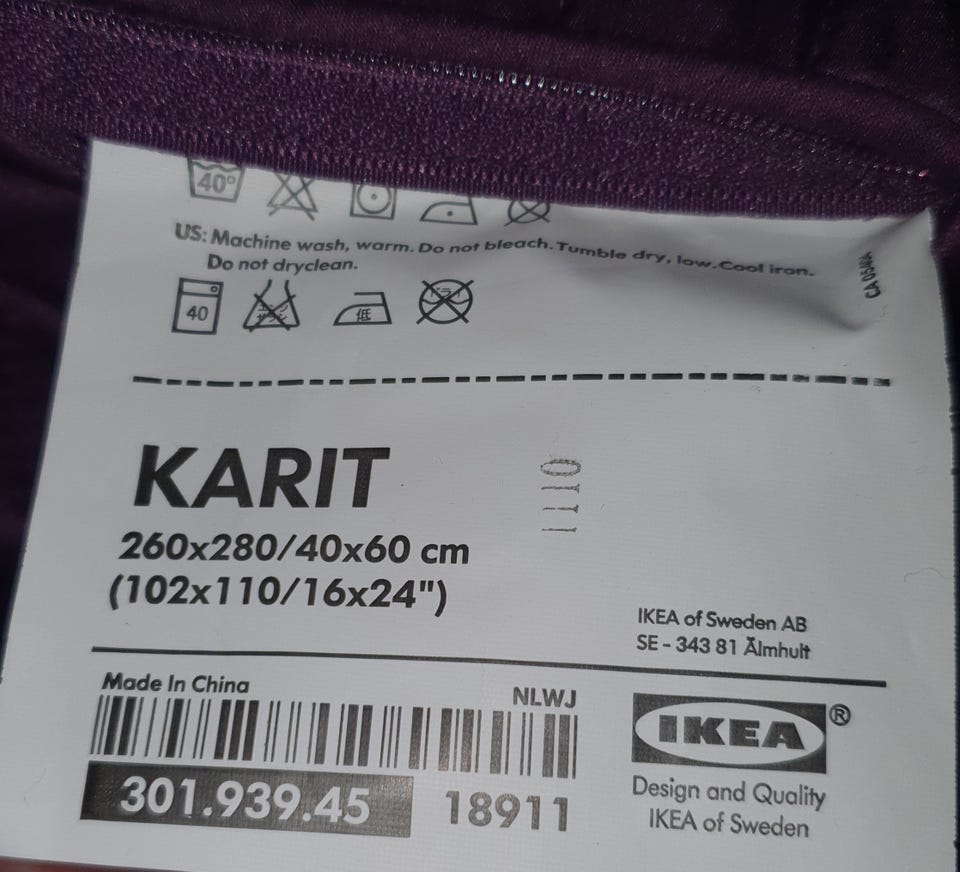 40°
US: Machine wash, warm. Do not bleach. Tumble dry, low. Cool iron.
Do not dryclean.
40
低
KARIT
1110
260x280/40x60 cm
(102x110/16x24")
IKEA of Sweden AB
SE - 343 81 Älmhult
Made In China
NLWJ
IKEA®
301.939.45
18911
Design and Quality
IKEA of Sweden